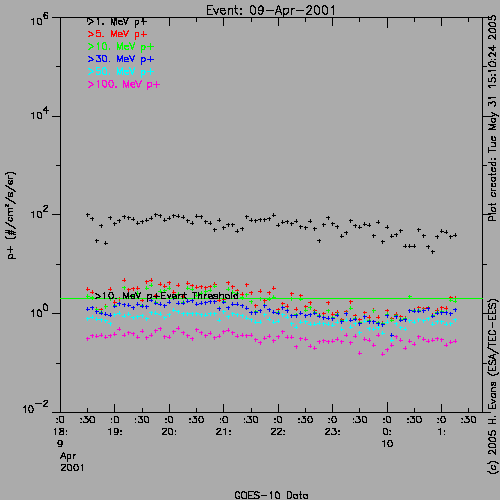 Event: 09-Apr-2001
>1. MeV p+
>5. MeV p+
>10. MeV p+
>30. MeV p+
>60. MeV p+
>100. MeV p+
10^6
10^4
10^2
10^0
10^-2
p+ (#/cm²/s/sr)
>10. MeV p+Event Threshold
:0 :30 :0 :30 :0 :30 :0 :30 :0 :30 :0 :30 :0 :30 :0 :30
18: 19: 20: 21: 22: 23: 0: 1:
9 10
Apr
2001
GOES-10 Data
Plot created: Tue May 31 15:10:24 2005
(c) 2005 H. Evans (ESA/TEC-EES)